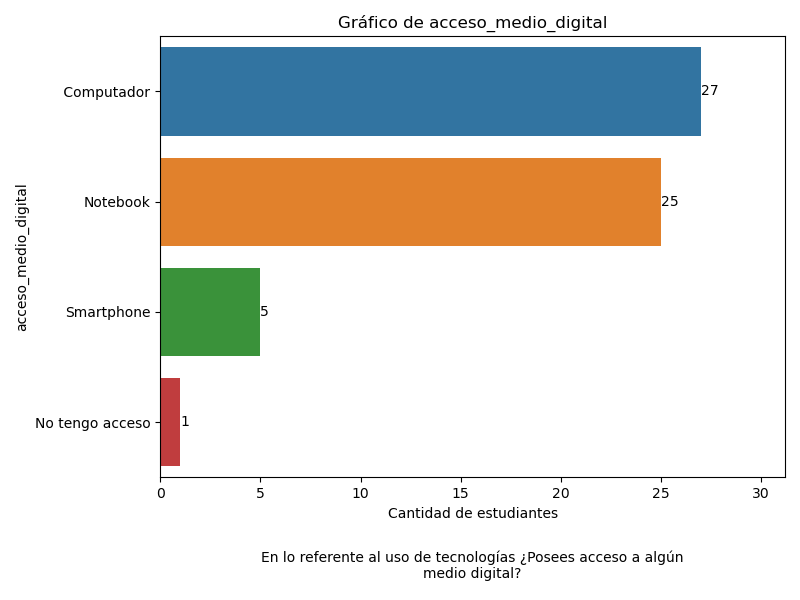 Gráfico de acceso_medio_digital
acceso_medio_digital
Computador
27
Notebook
25
Smartphone
5
No tengo acceso
1
0 5 10 15 20 25 30
Cantidad de estudiantes
En lo referente al uso de tecnologías ¿Posees acceso a algún
medio digital?